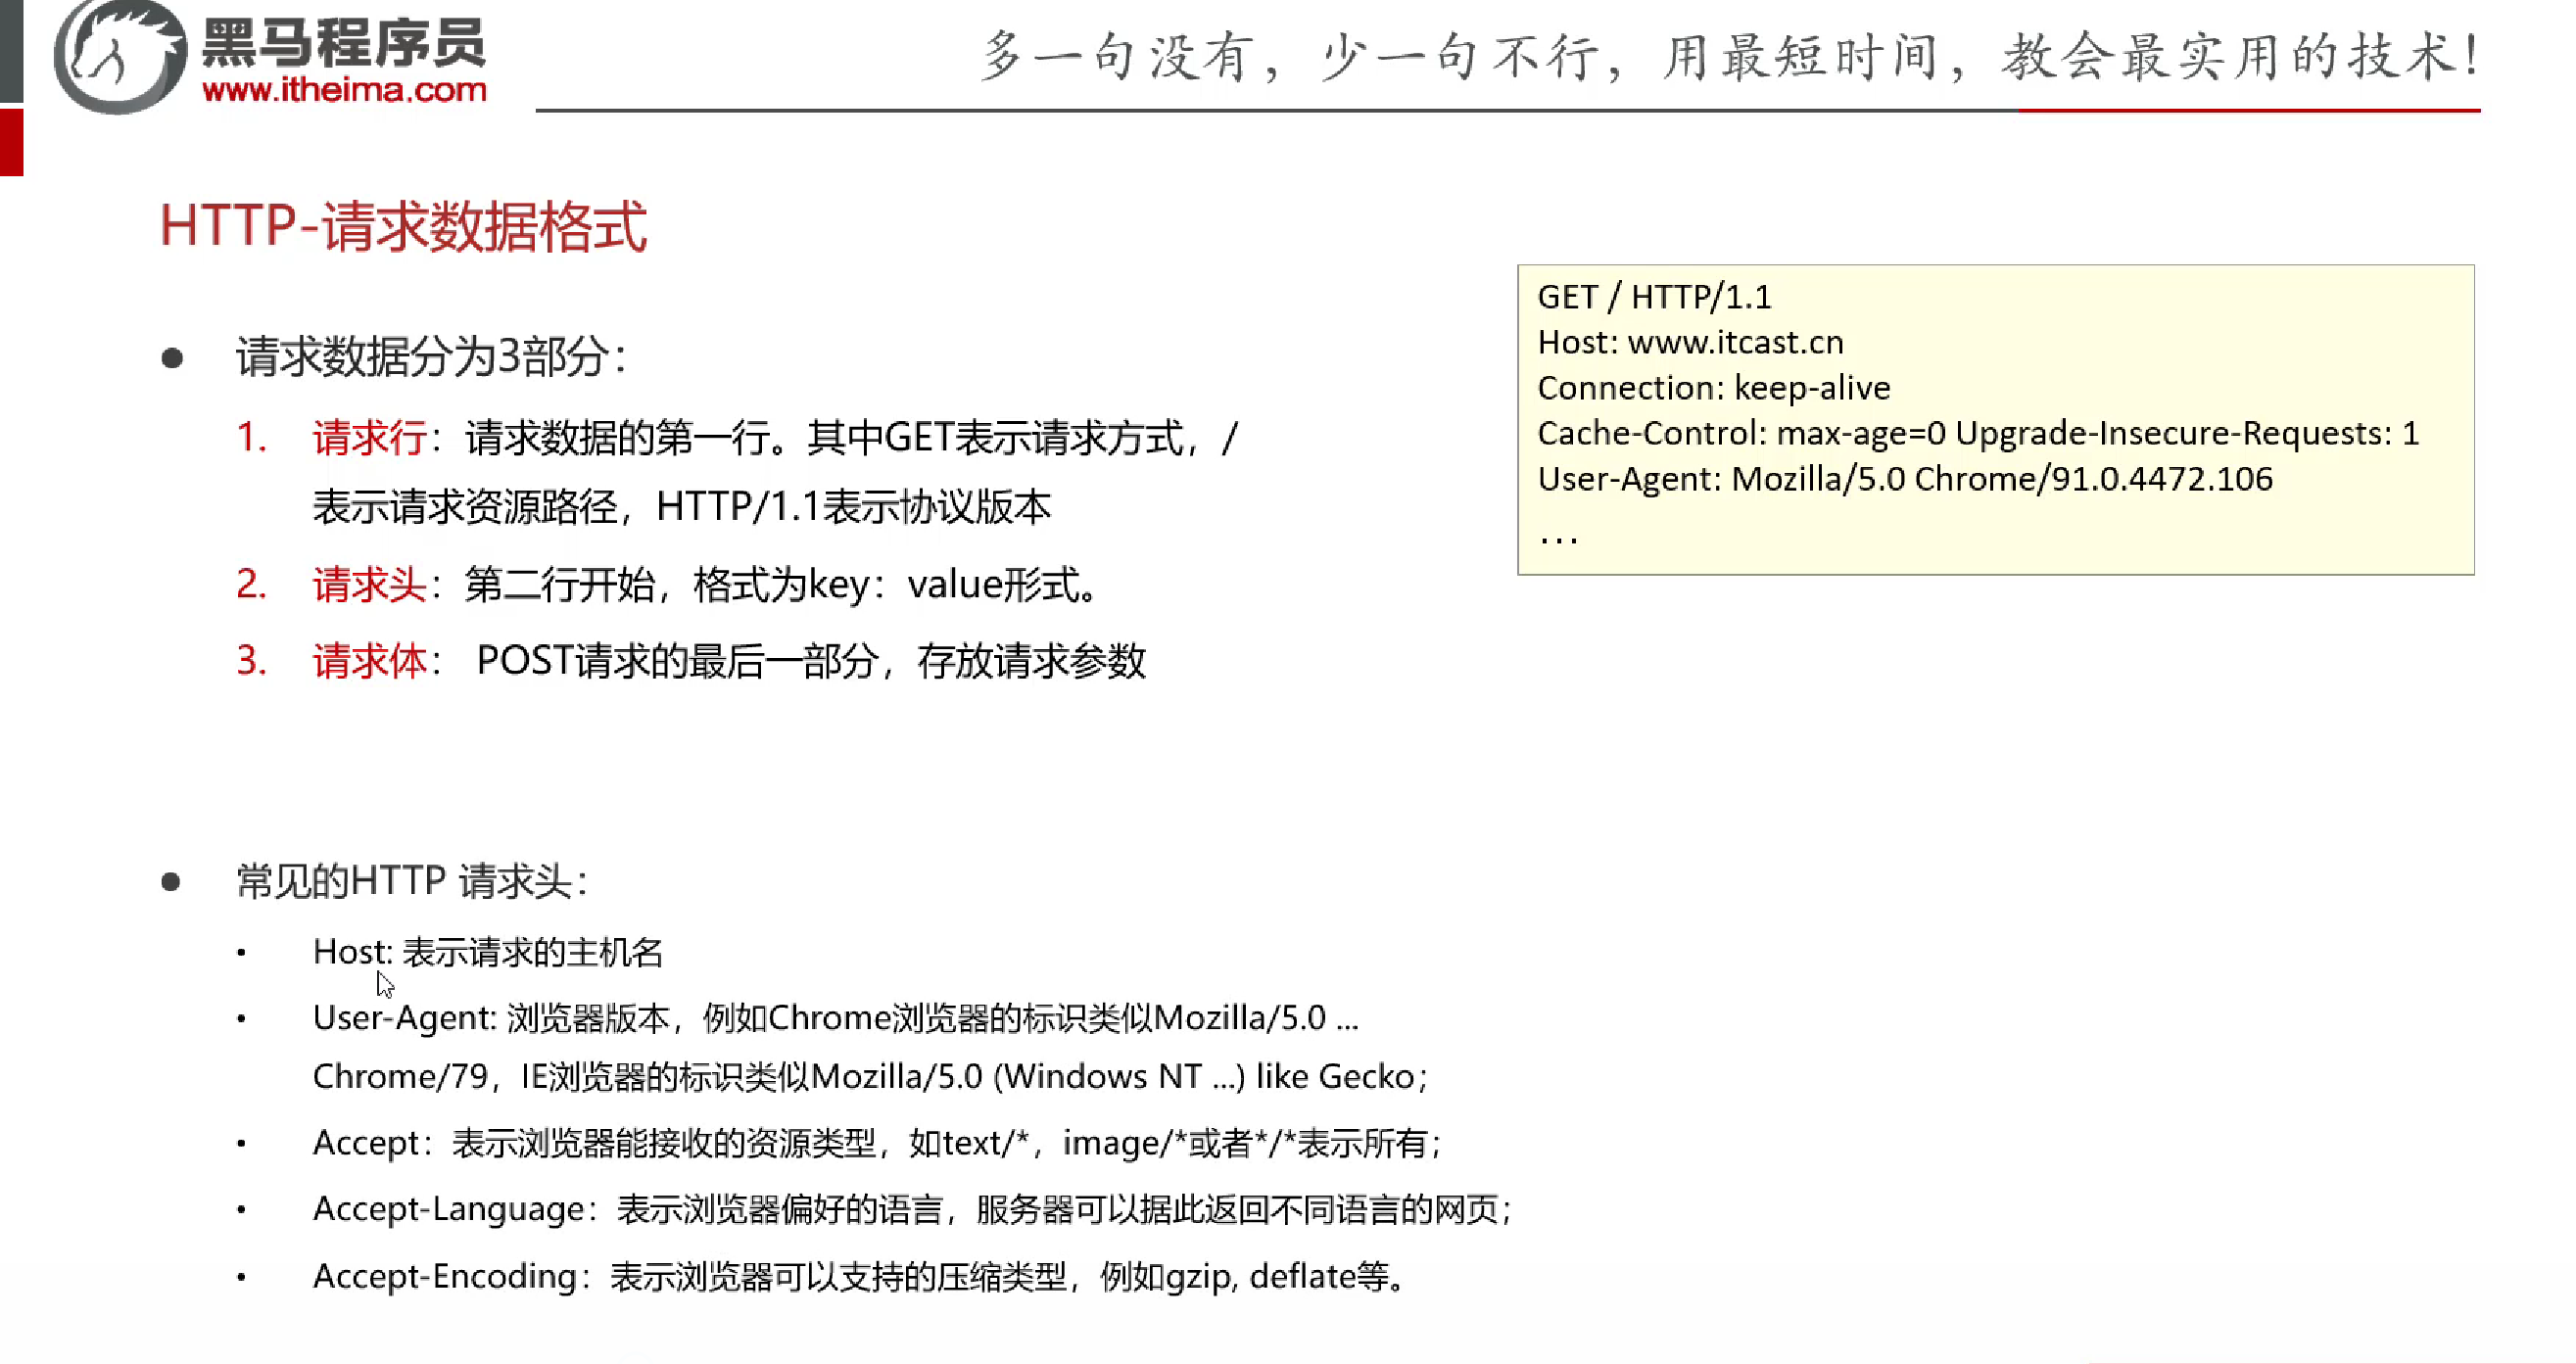 黑马程序员
www.itheima.com
多一句没有，少一句不行，用最短时间，教会最实用的技术！
HTTP-请求数据格式
● 请求数据分为3部分：
1. 请求行：请求数据的第一行。其中GET表示请求方式，/
表示请求资源路径，HTTP/1.1表示协议版本
2. 请求头：第二行开始，格式为key：value形式。
3. 请求体： POST请求的最后一部分，存放请求参数
GET / HTTP/1.1
Host: www.itcast.cn
Connection: keep-alive
Cache-Control: max-age=0 Upgrade-Insecure-Requests: 1
User-Agent: Mozilla/5.0 Chrome/91.0.4472.106
...
● 常见的HTTP 请求头：
• Host: 表示请求的主机名
• User-Agent: 浏览器版本，例如Chrome浏览器的标识类似Mozilla/5.0 ...
Chrome/79，IE浏览器的标识类似Mozilla/5.0 (Windows NT ...) like Gecko；
• Accept：表示浏览器能接收的资源类型，如text/*，image/*或者*/*表示所有；
• Accept-Language：表示浏览器偏好的语言，服务器可以据此返回不同语言的网页；
• Accept-Encoding：表示浏览器可以支持的压缩类型，例如gzip, deflate等。